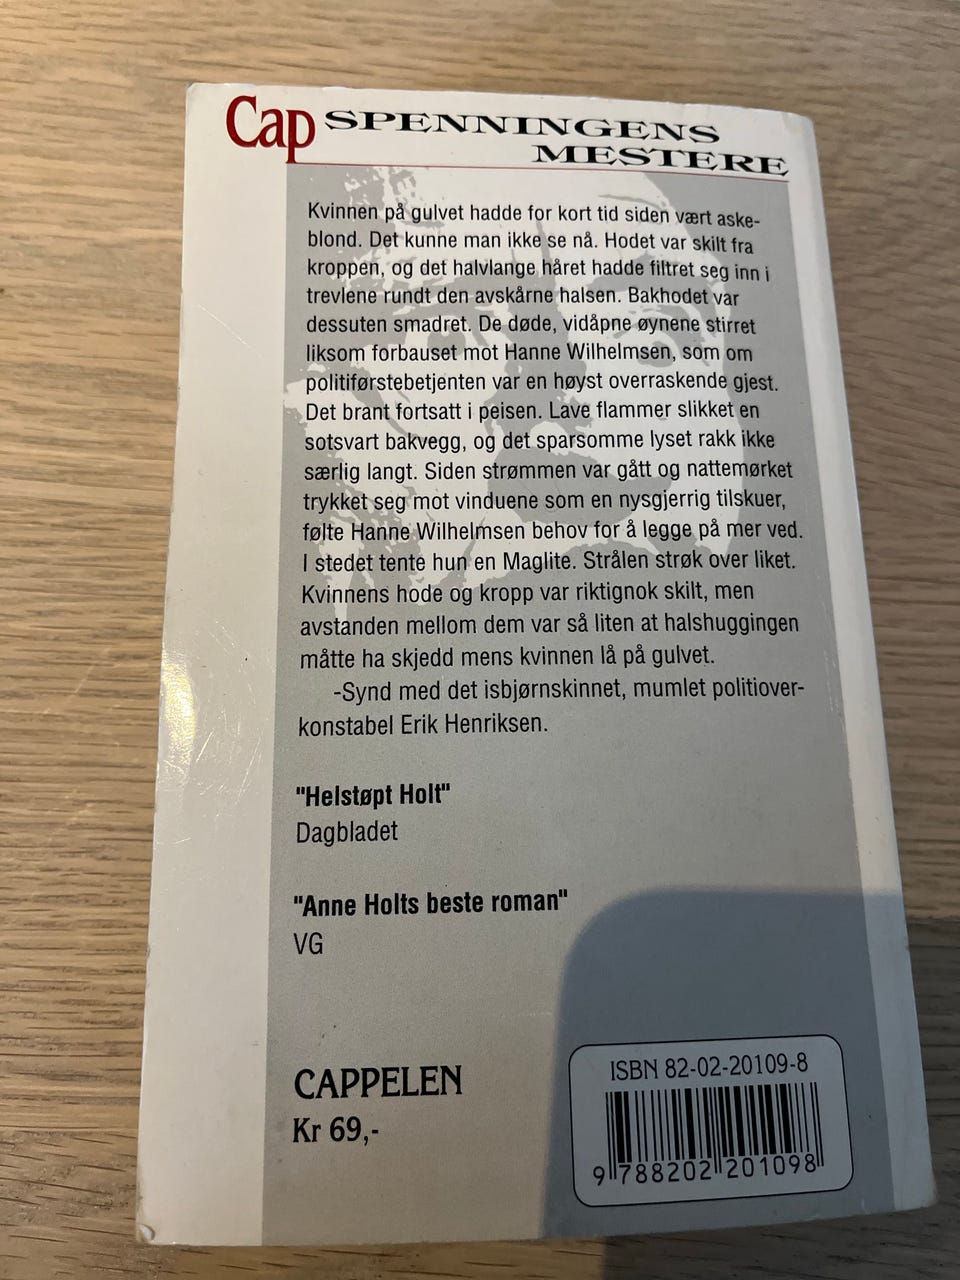 Cap SPENNINGENS
MESTERE
Kvinnen på gulvet hadde for kort tid siden vært aske-
blond. Det kunne man ikke se nå. Hodet var skilt fra
kroppen, og det halvlange håret hadde filtret seg inn i
trevlene rundt den avskårne halsen. Bakhodet var
dessuten smadret. De døde, vidåpne øynene stirret
liksom forbauset mot Hanne Wilhelmsen, som om
politiførstebetjenten var en høyst overraskende gjest.
Det brant fortsatt i peisen. Lave flammer slikket en
sotsvart bakvegg, og det sparsomme lyset rakk ikke
særlig langt. Siden strømmen var gått og nattemørket
trykket seg mot vinduene som en nysgjerrig tilskuer,
følte Hanne Wilhelmsen behov for å legge på mer ved.
I stedet tente hun en Maglite. Strålen strøk over liket.
Kvinnens hode og kropp var riktignok skilt, men
avstanden mellom dem var så liten at halshuggingen
måtte ha skjedd mens kvinnen lå på gulvet.
-Synd med det isbjørnskinnet, mumlet politiover-
konstabel Erik Henriksen.
"Helstøpt Holt"
Dagbladet
"Anne Holts beste roman"
VG
CAPPELEN
Kr 69,-
ISBN 82-02-20109-8
9 788202 201098